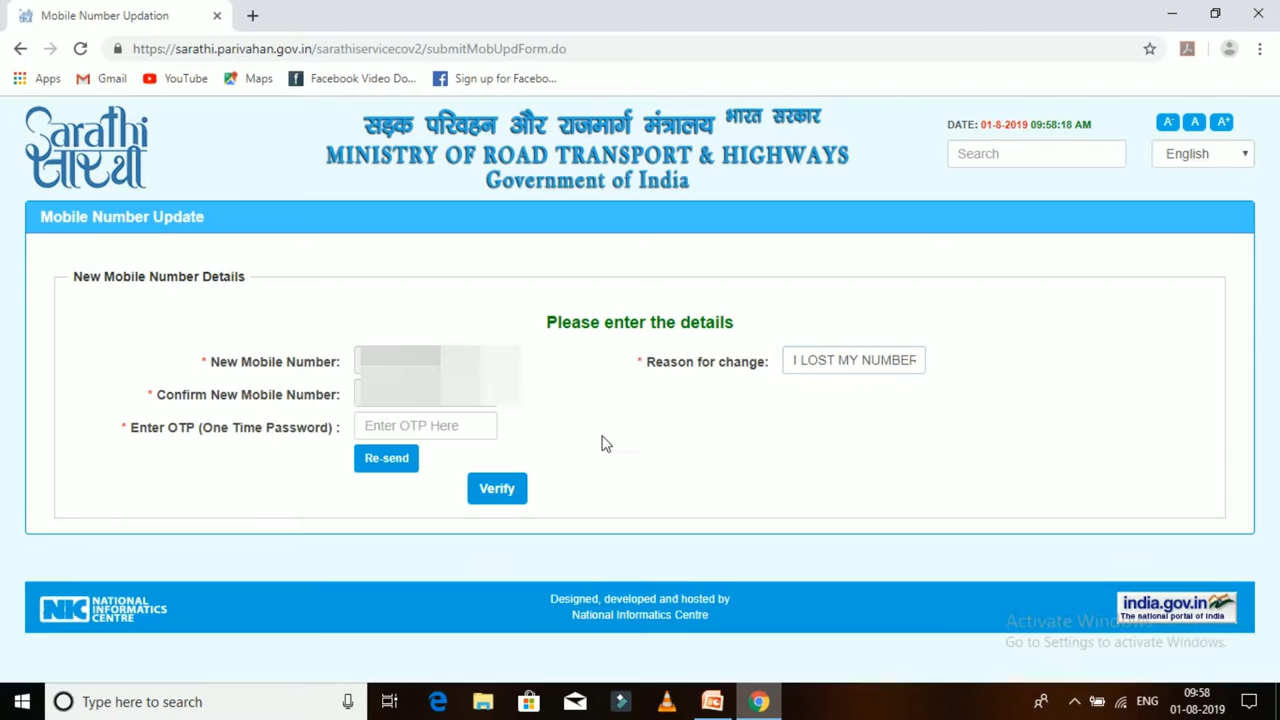 Mobile Number Updation
https://sarathi.parivahan.gov.in/sarathiservicecov2/submitMobUpdForm.do
Apps Gmail YouTube Maps Facebook Video Do... Sign up for Facebo...
Sarathi
सारथी
सड़क परिवहन और राजमार्ग मंत्रालय भारत सरकार
MINISTRY OF ROAD TRANSPORT & HIGHWAYS
Government of India
DATE: 01-8-2019 09:58:18 AM
A- A A+
Search
English
Mobile Number Update
New Mobile Number Details
Please enter the details
* New Mobile Number:
* Reason for change: I LOST MY NUMBER
* Confirm New Mobile Number:
* Enter OTP (One Time Password) : Enter OTP Here
Re-send
Verify
NIC NATIONAL INFORMATICS CENTRE
Designed, developed and hosted by
National Informatics Centre
india.gov.in
The national portal of India
Activate Windows
Go to Settings to activate Windows.
Type here to search
ENG
09:58
01-08-2019